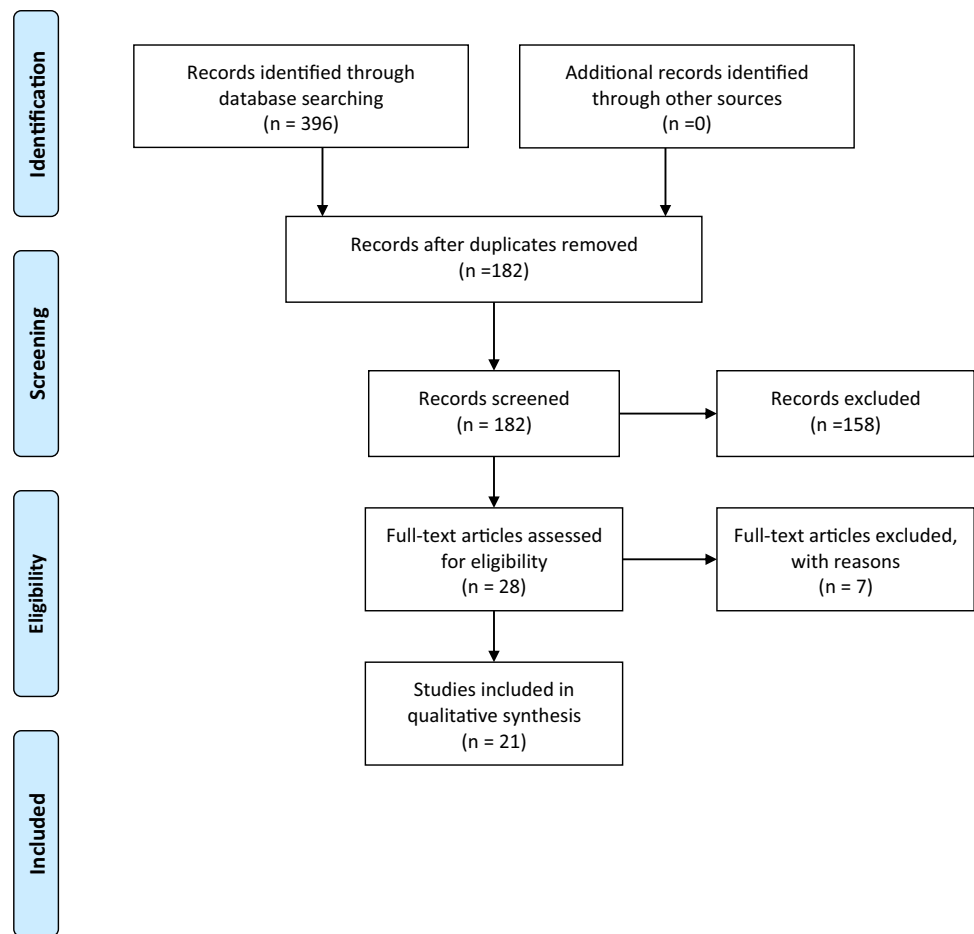 Identification
Records identified through
database searching
(n = 396)
Additional records identified
through other sources
(n =0)
Records after duplicates removed
(n =182)
Screening
Records screened
(n = 182)
Records excluded
(n =158)
Eligibility
Full-text articles assessed
for eligibility
(n = 28)
Full-text articles excluded,
with reasons
(n = 7)
Studies included in
qualitative synthesis
(n = 21)
Included